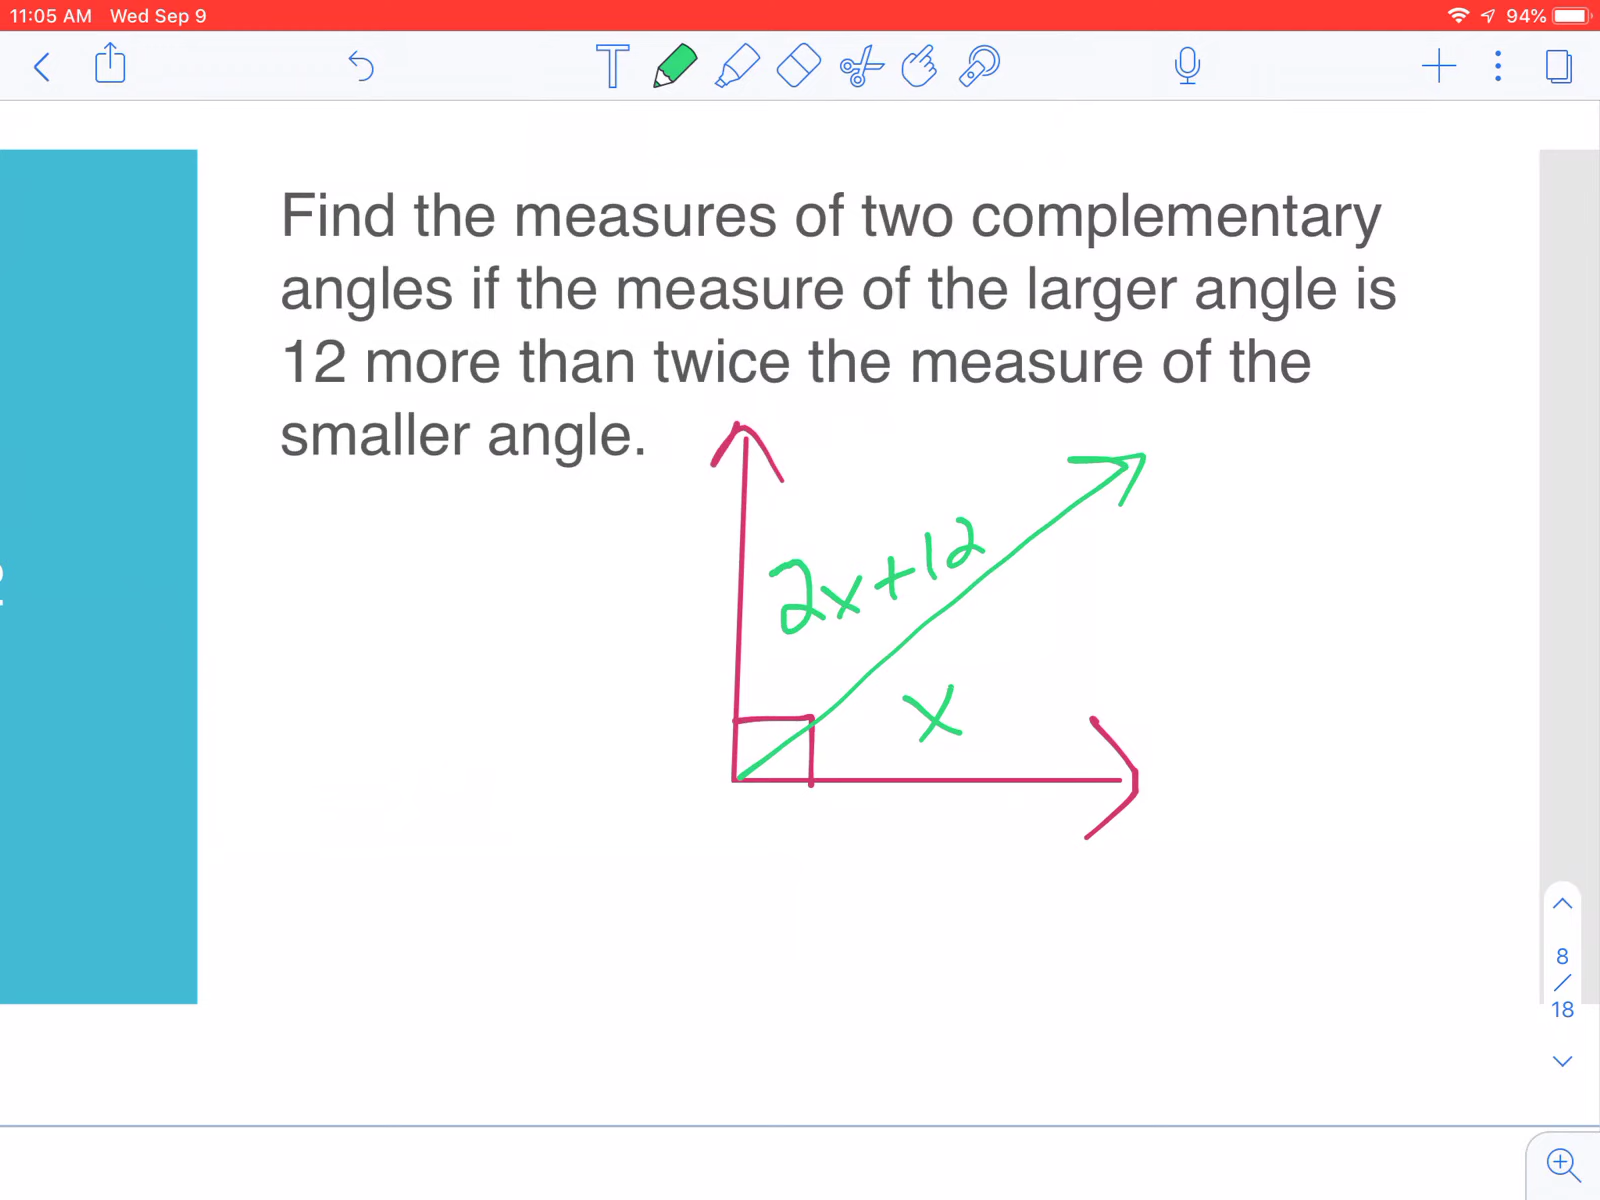 11:05 AM Wed Sep 9
94%
T
Find the measures of two complementary
angles if the measure of the larger angle is
12 more than twice the measure of the
smaller angle.
2x+12
x
8
/
18